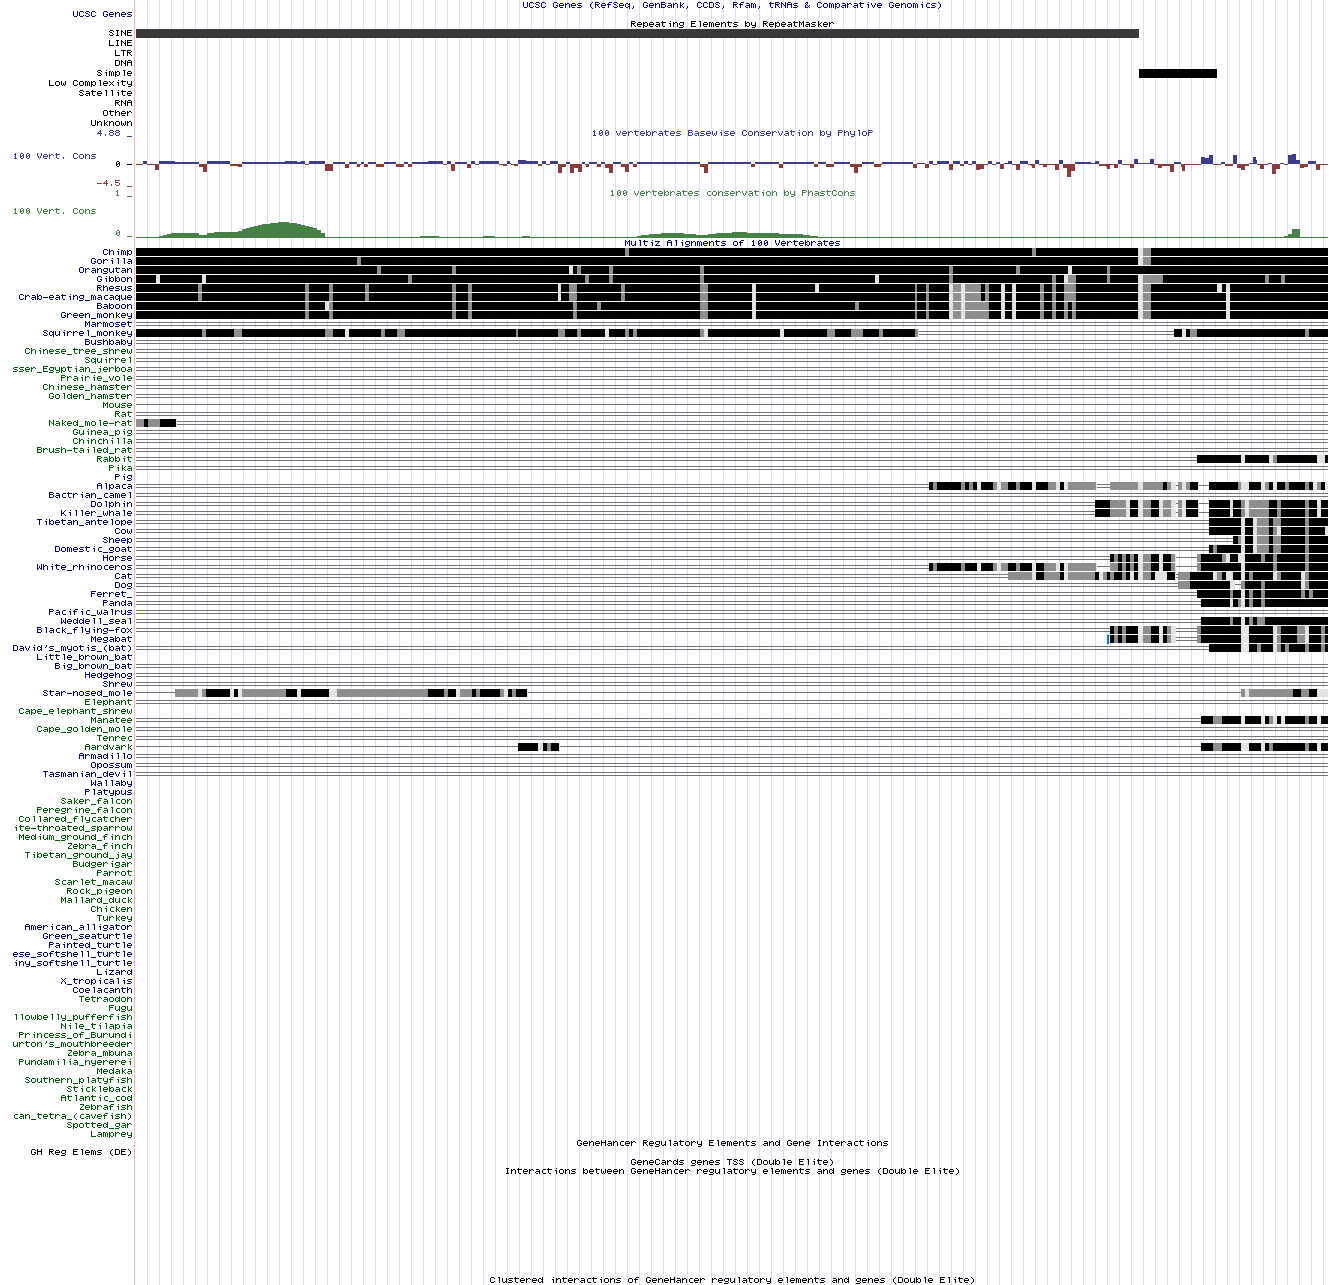 UCSC Genes (RefSeq, GenBank, CCDS, Rfam, tRNAs & Comparative Genomics)
UCSC Genes
Repeating Elements by RepeatMasker
SINE
LINE
LTR
DNA
Simple
Low Complexity
Satellite
RNA
Other
Unknown
4.88 _
100 vertebrates Basewise Conservation by PhyloP
100 Vert. Cons
0 _
-4.5 _
1 _
100 vertebrates conservation by PhastCons
100 Vert. Cons
0 _
Multiz Alignments of 100 Vertebrates
Chimp
Gorilla
Orangutan
Gibbon
Rhesus
Crab-eating_macaque
Baboon
Green_monkey
Marmoset
Squirrel_monkey
Bushbaby
Chinese_tree_shrew
Squirrel
sser_Egyptian_jerboa
Prairie_vole
Chinese_hamster
Golden_hamster
Mouse
Rat
Naked_mole-rat
Guinea_pig
Chinchilla
Brush-tailed_rat
Rabbit
Pika
Pig
Alpaca
Bactrian_camel
Dolphin
Killer_whale
Tibetan_antelope
Cow
Sheep
Domestic_goat
Horse
White_rhinoceros
Cat
Dog
Ferret_
Panda
Pacific_walrus
Weddell_seal
Black_flying-fox
Megabat
David's_myotis_(bat)
Little_brown_bat
Big_brown_bat
Hedgehog
Shrew
Star-nosed_mole
Elephant
Cape_elephant_shrew
Manatee
Cape_golden_mole
Tenrec
Aardvark
Armadillo
Opossum
Tasmanian_devil
Wallaby
Platypus
Saker_falcon
Peregrine_falcon
Collared_flycatcher
ite-throated_sparrow
Medium_ground_finch
Zebra_finch
Tibetan_ground_jay
Budgerigar
Parrot
Scarlet_macaw
Rock_pigeon
Mallard_duck
Chicken
Turkey
American_alligator
Green_seaturtle
Painted_turtle
ese_softshell_turtle
iny_softshell_turtle
Lizard
X_tropicalis
Coelacanth
Tetraodon
Fugu
llowbelly_pufferfish
Nile_tilapia
Princess_of_Burundi
urton's_mouthbreeder
Zebra_mbuna
Pundamilia_nyererei
Medaka
Southern_platyfish
Stickleback
Atlantic_cod
Zebrafish
can_tetra_(cavefish)
Spotted_gar
Lamprey
GeneHancer Regulatory Elements and Gene Interactions
GH Reg Elems (DE)
GeneCards genes TSS (Double Elite)
Interactions between GeneHancer regulatory elements and genes (Double Elite)
Clustered interactions of GeneHancer regulatory elements and genes (Double Elite)